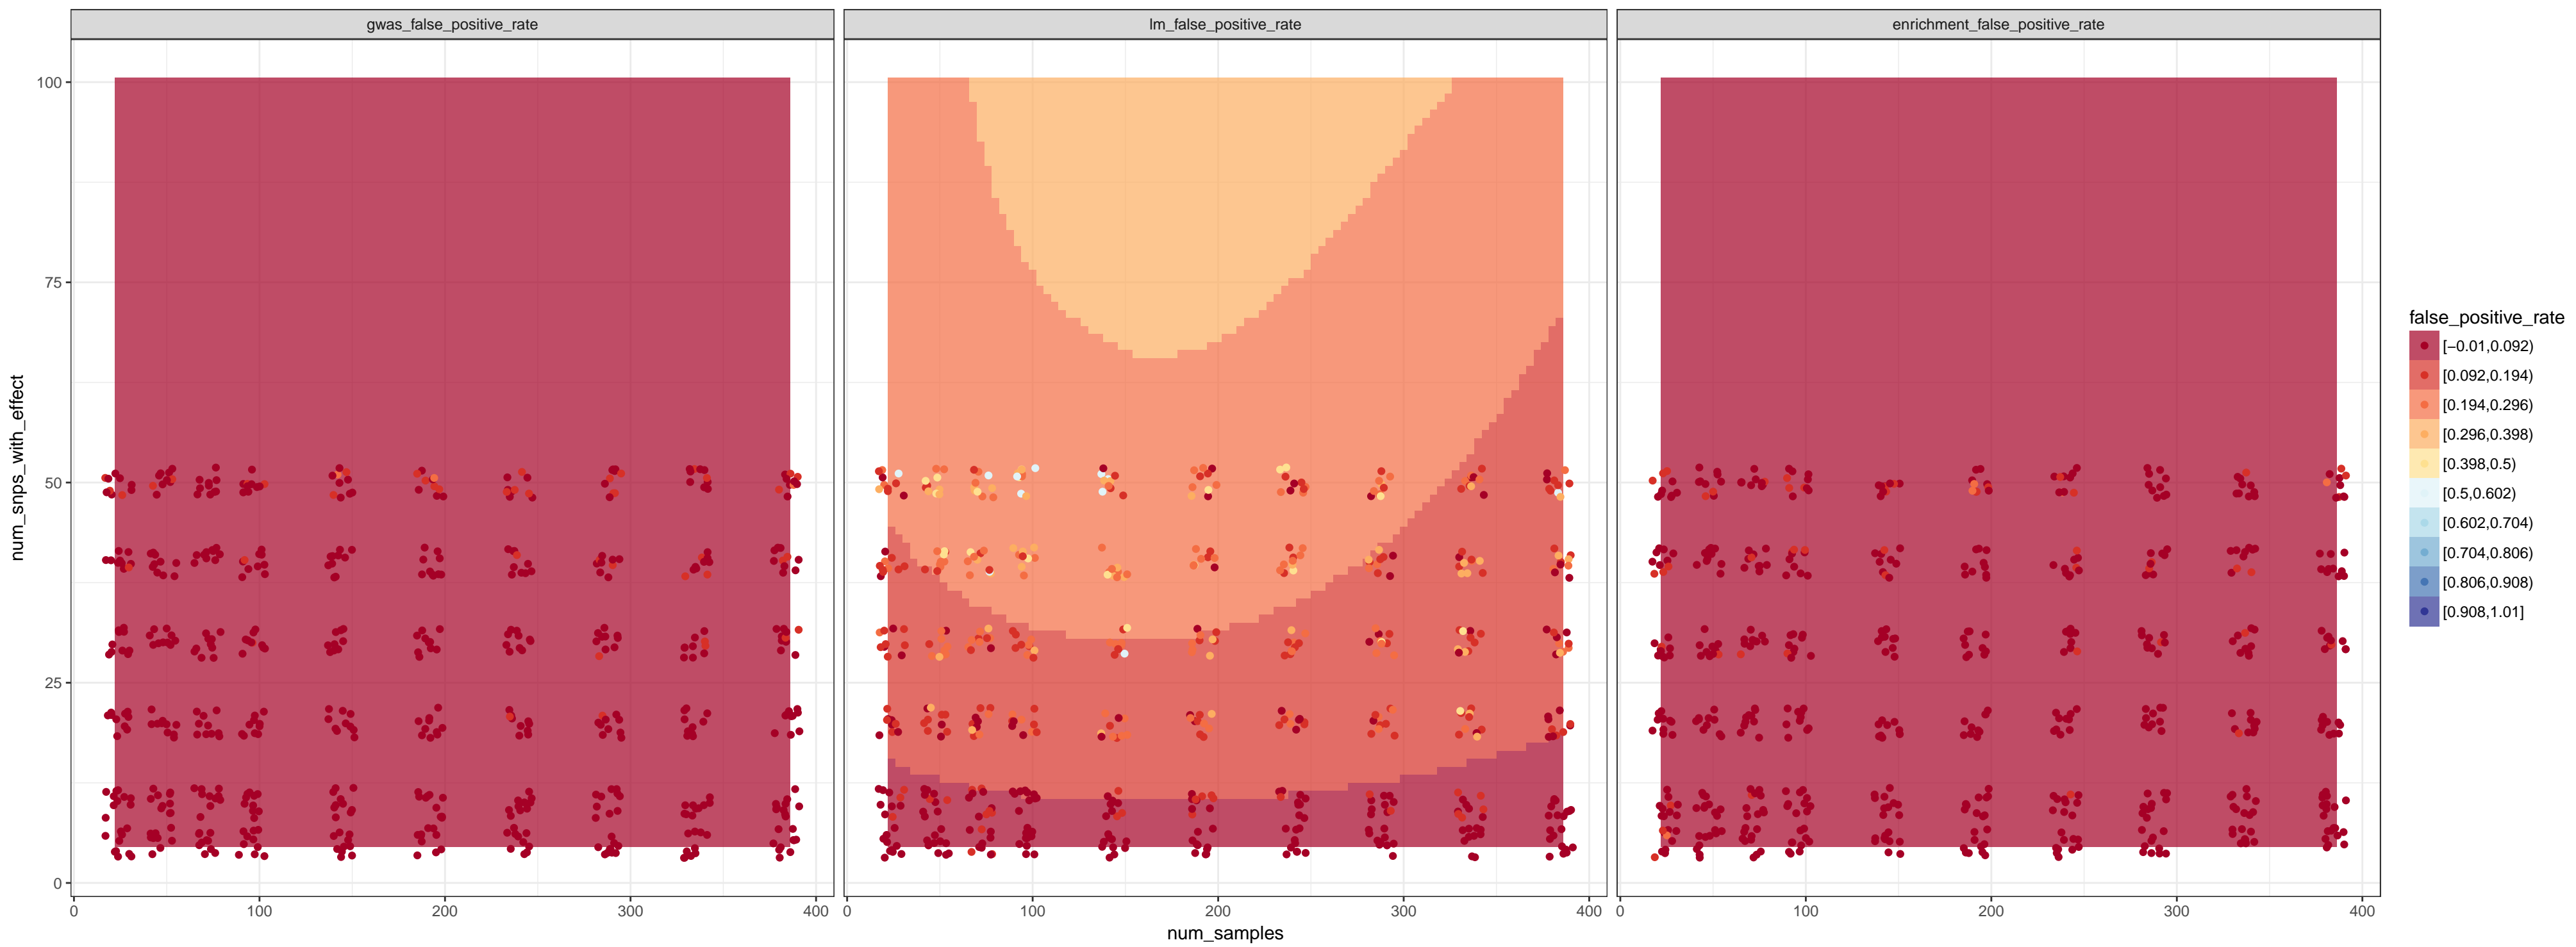 gwas_false_positive_rate
lm_false_positive_rate
enrichment_false_positive_rate
100
75
50
25
0
num_snps_with_effect
0 100 200 300 400
0 100 200 300 400
0 100 200 300 400
num_samples
false_positive_rate
[−0.01,0.092)
[0.092,0.194)
[0.194,0.296)
[0.296,0.398)
[0.398,0.5)
[0.5,0.602)
[0.602,0.704)
[0.704,0.806)
[0.806,0.908)
[0.908,1.01]